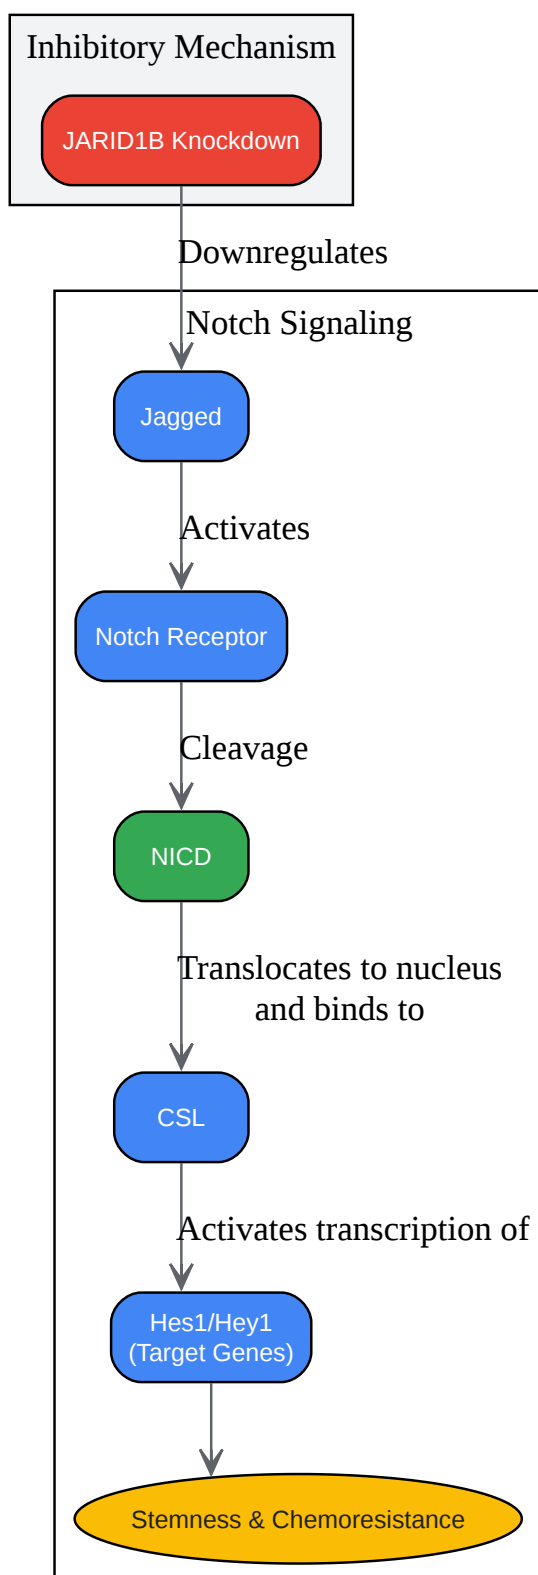 Inhibitory Mechanism
JARID1B Knockdown
Downregulates
Notch Signaling
Jagged
Activates
Notch Receptor
Cleavage
NICD
Translocates to nucleus
and binds to
CSL
Activates transcription of
Hes1/Hey1
(Target Genes)
Stemness & Chemoresistance